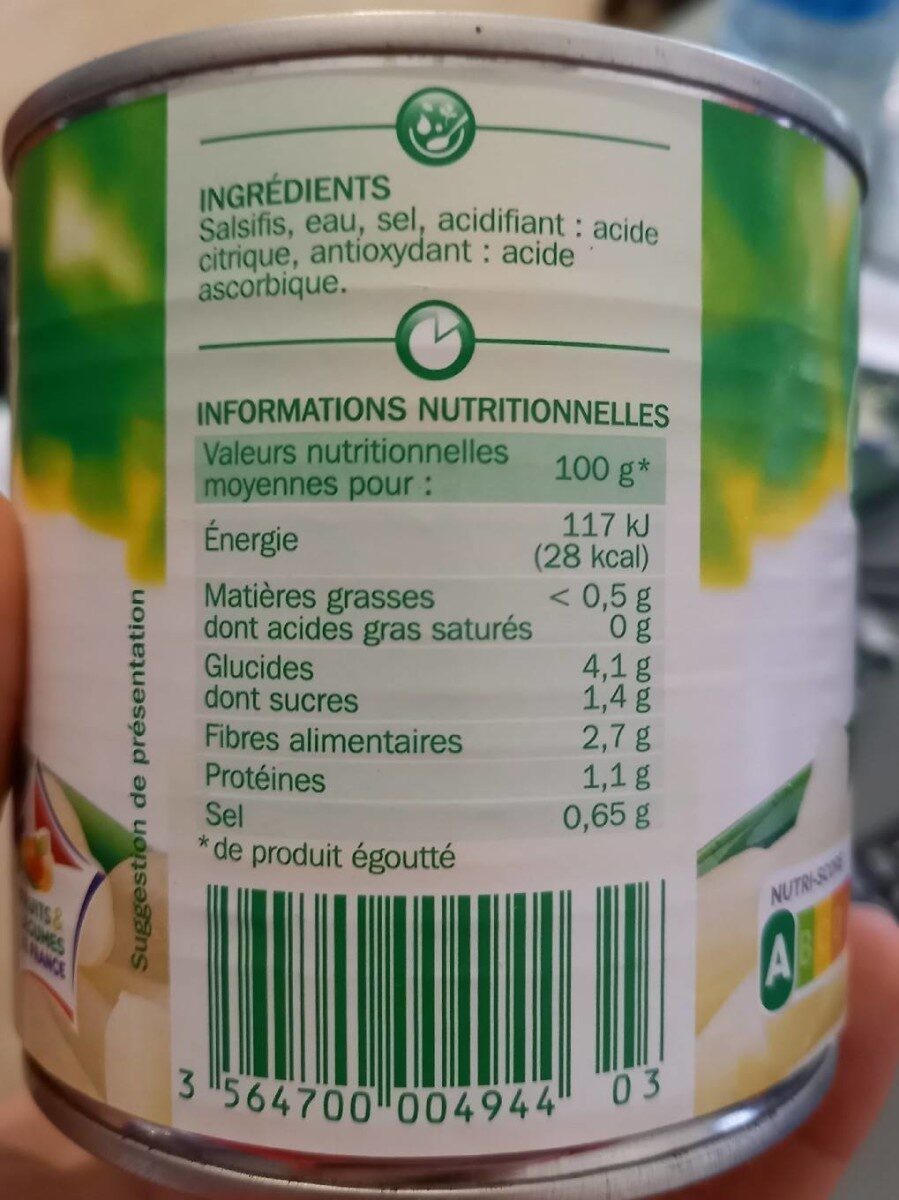 INGRÉDIENTS
Salsifis, eau, sel, acidifiant : acide
citrique, antioxydant : acide
ascorbique.
INFORMATIONS NUTRITIONNELLES
Valeurs nutritionnelles
moyennes pour : 100 g*
Énergie 117 kJ
(28 kcal)
Matières grasses < 0,5 g
dont acides gras saturés 0 g
Glucides 4,1 g
dont sucres 1,4 g
Fibres alimentaires 2,7 g
Protéines 1,1 g
Sel 0,65 g
*de produit égoutté
3 564700 004944 03
Suggestion de présentation
FRANCE
NUTRI-SCORE
A B